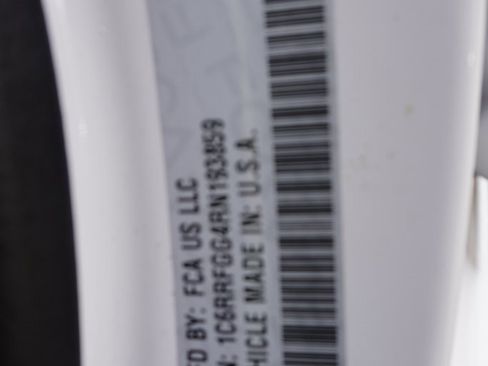 D BY: FCA US LLC
N: 1C6RRFGG4RN193859
HICLE MADE IN: U.S.A.